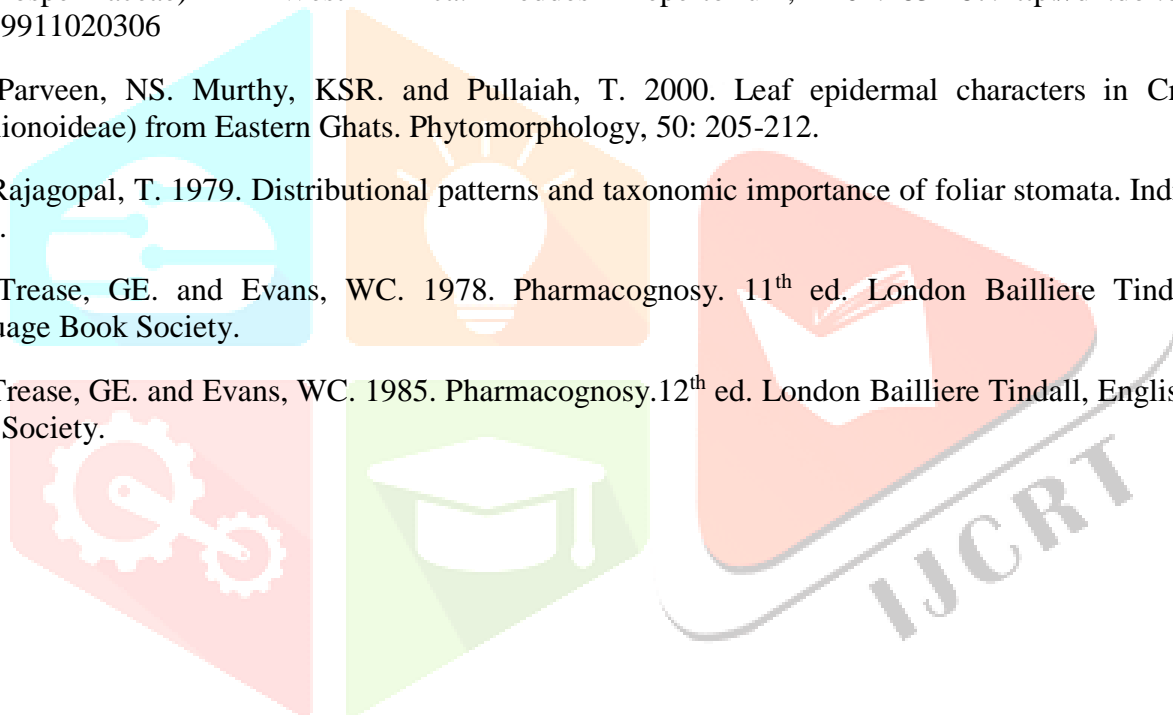 9911020306
Parveen, NS. Murthy, KSR. and Pullaiah, T. 2000. Leaf epidermal characters in Cr
ionoideae) from Eastern Ghats. Phytomorphology, 50: 205-212.
Rajagopal, T. 1979. Distributional patterns and taxonomic importance of foliar stomata. Ind
.
Trease, GE. and Evans, WC. 1978. Pharmacognosy. 11th ed. London Bailliere Tind
uage Book Society.
Trease, GE. and Evans, WC. 1985. Pharmacognosy.12th ed. London Bailliere Tindall, Englis
Society.
IJCRT